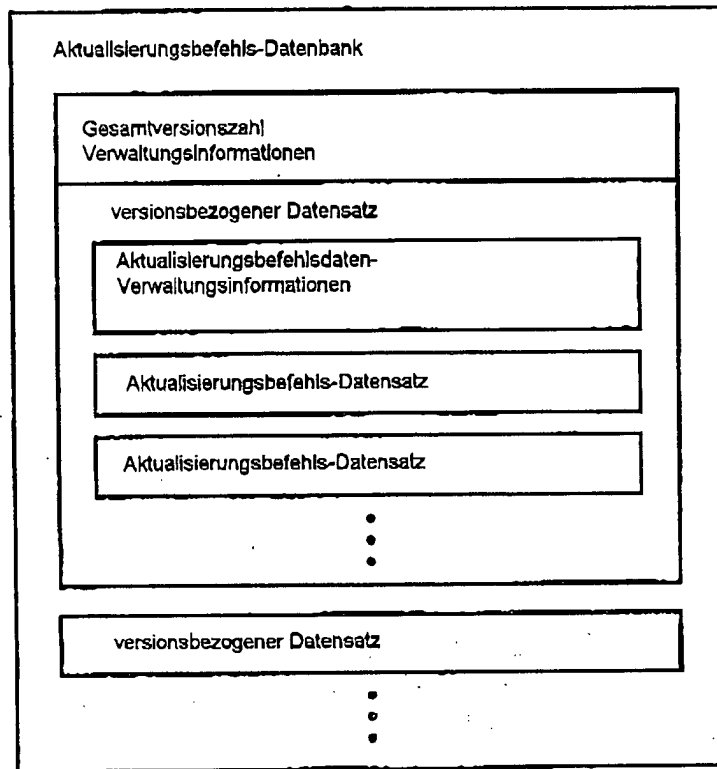 Aktualisierungsbefehls-Datenbank
Gesamtversionszahl
Verwaltungsinformationen
versionsbezogener Datensatz
Aktualisierungsbefehlsdaten-
Verwaltungsinformationen
Aktualisierungsbefehls-Datensatz
Aktualisierungsbefehls-Datensatz
versionsbezogener Datensatz